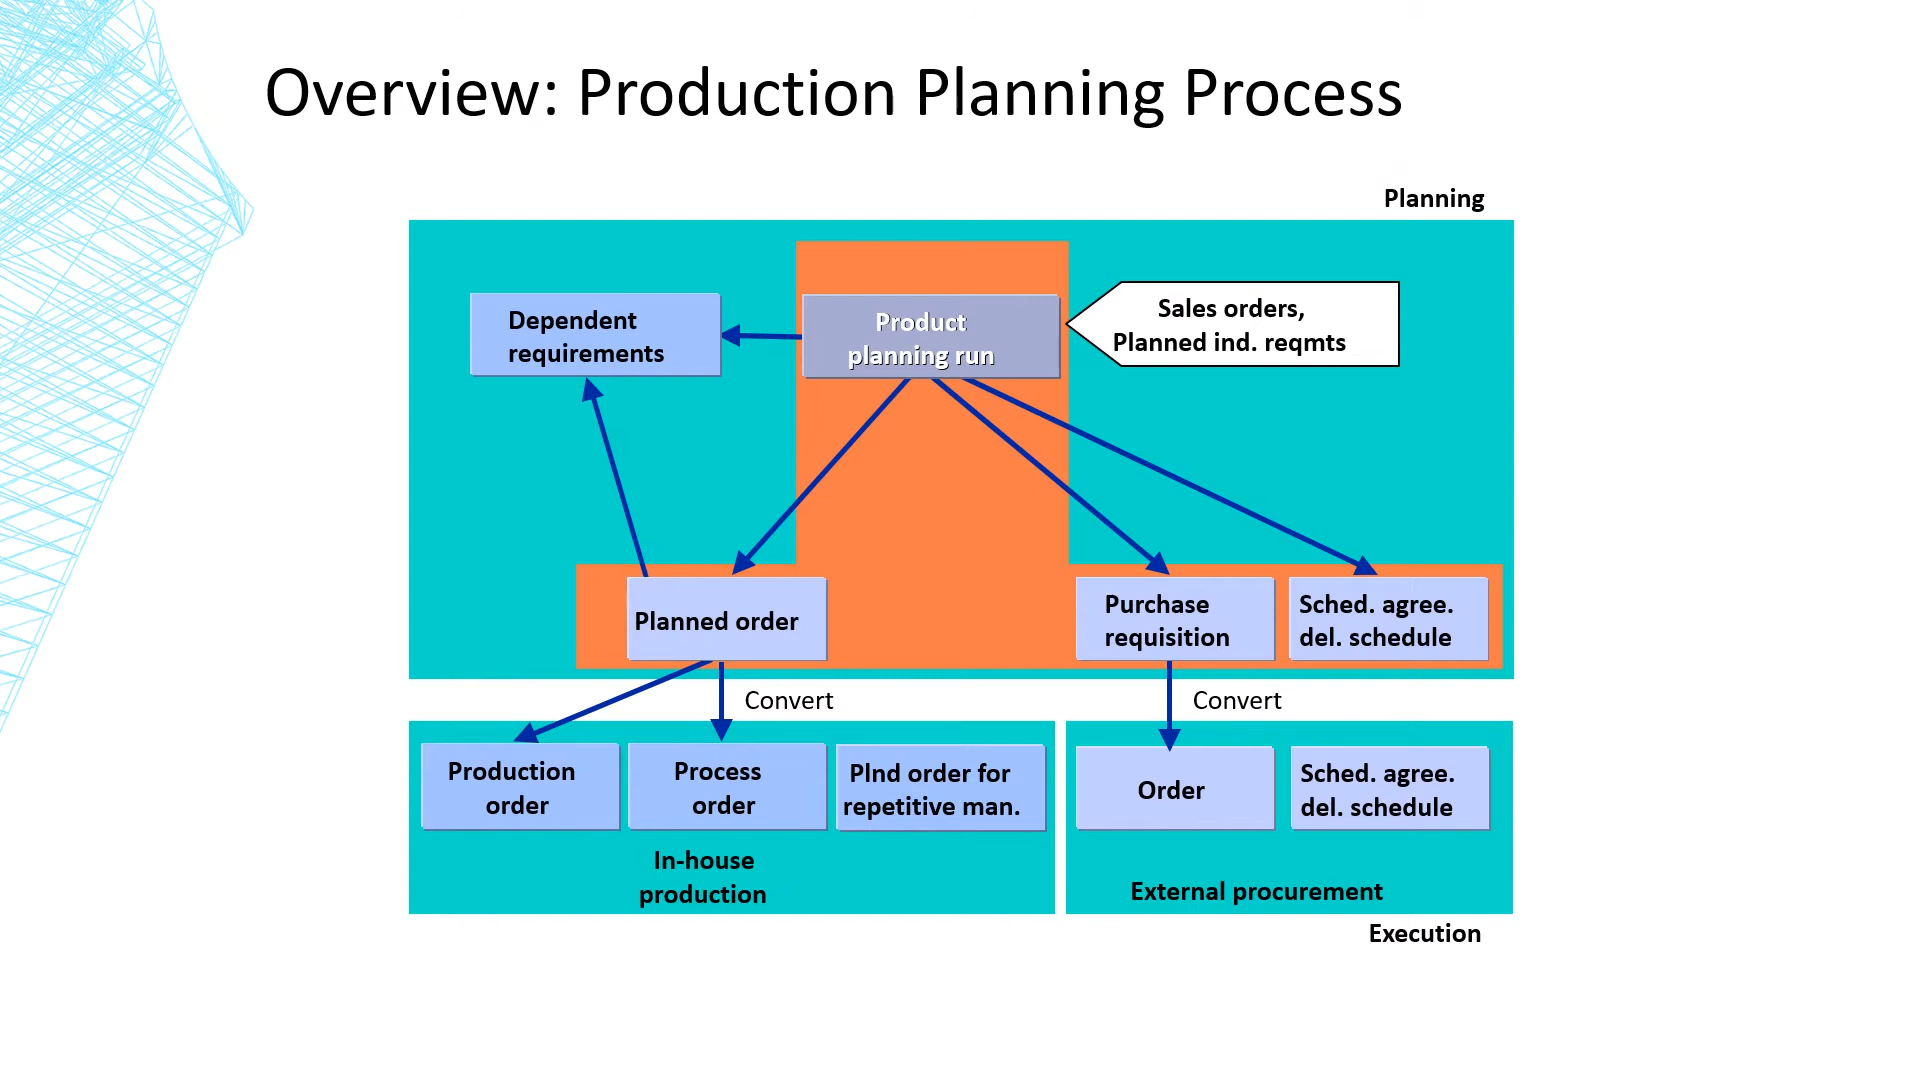 Overview: Production Planning Process
Planning
Dependent
requirements
Product
planning run
Sales orders,
Planned ind. reqmts
Planned order
Purchase
requisition
Sched. agree.
del. schedule
Convert
Convert
Production
order
Process
order
Plnd order for
repetitive man.
Order
Sched. agree.
del. schedule
In-house
production
External procurement
Execution